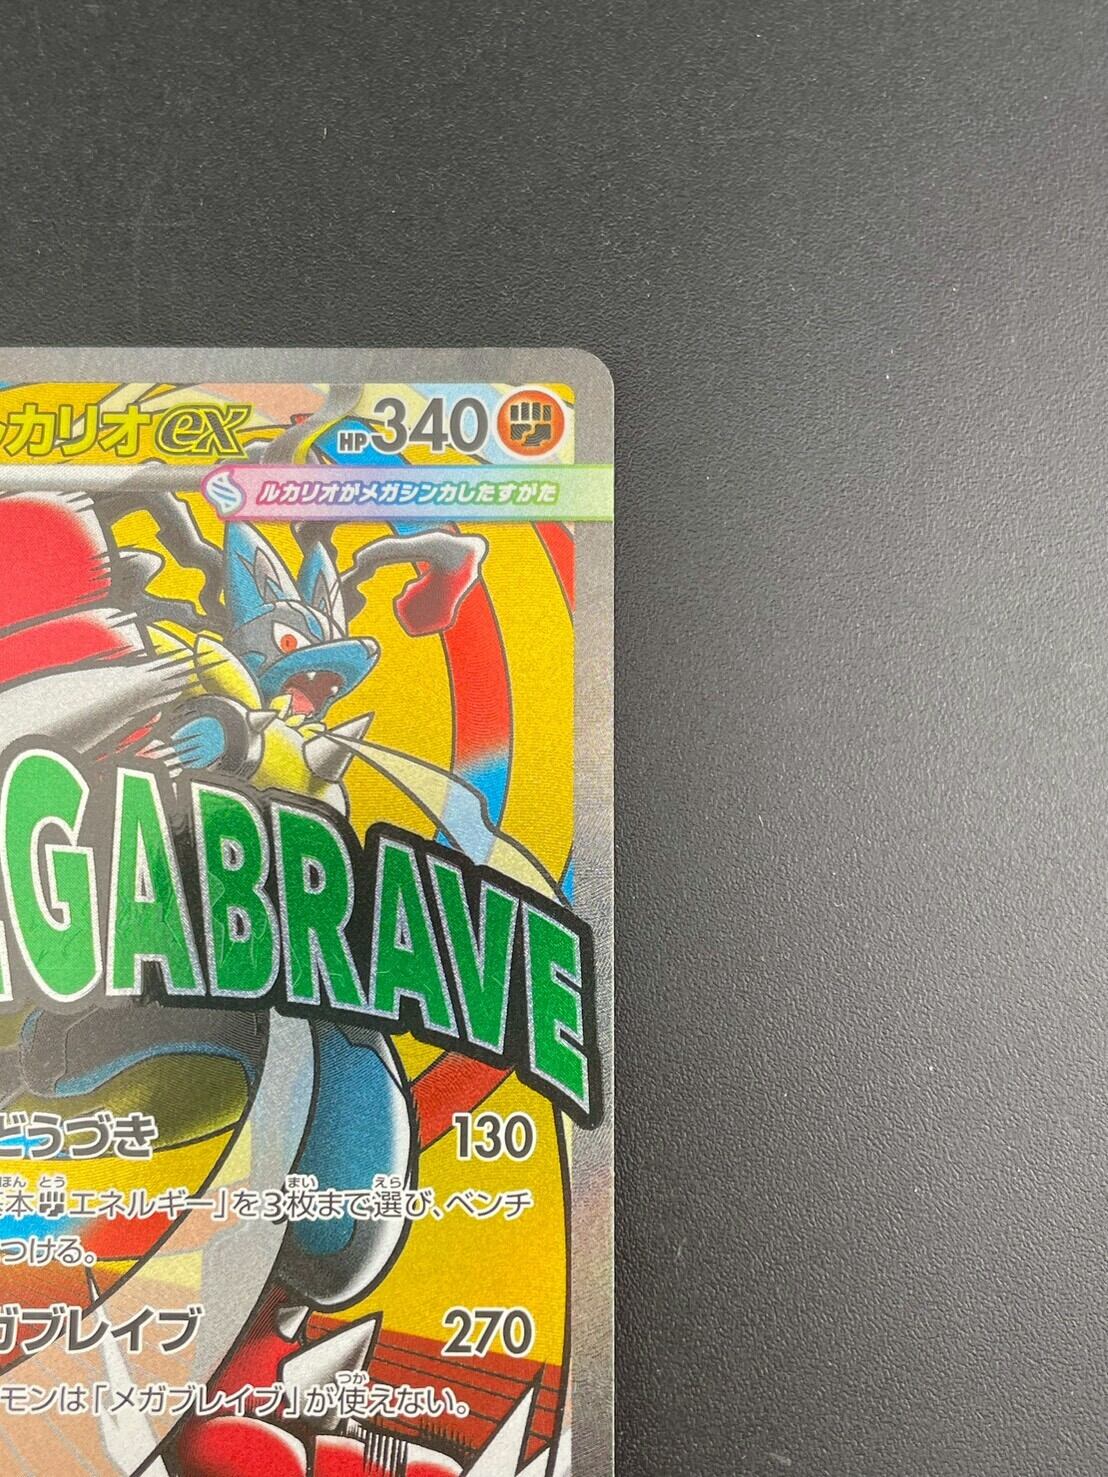 カリオex HP340
ルカリオがメガシンカしたすがた
GABRAVE
どうづき 130
本エネルギー」を3枚まで選び、ベンチ
つける。
ガブレイブ 270
モンは「メガブレイブ」が使えない。